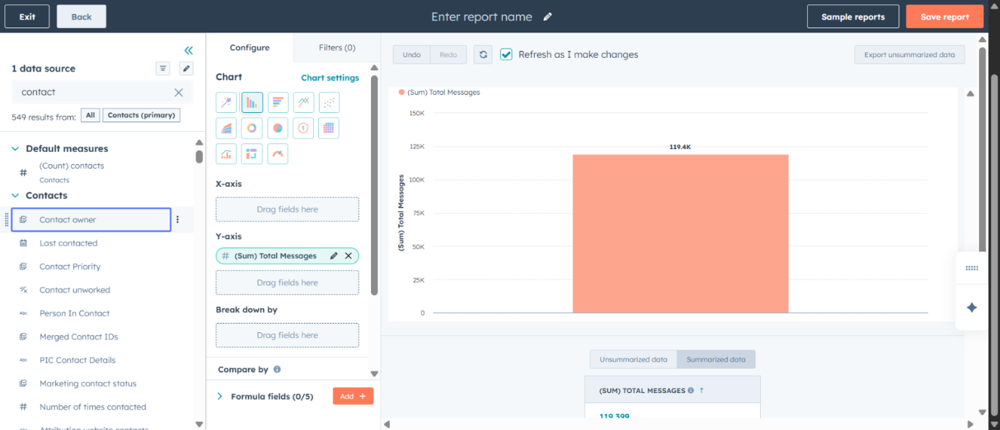 Exit
Back
Enter report name
Sample reports
Save report
1 data source
contact
549 results from:
All
Contacts (primary)
Default measures
(Count) contacts
Contacts
Contacts
Contact owner
Last contacted
Contact Priority
Contact unworked
Abc Person In Contact
Merged Contact IDs
Abc PIC Contact Details
Marketing contact status
# Number of times contacted
Attribution website contacts
Configure
Filters (0)
Chart
Chart settings
1
X-axis
Drag fields here
Y-axis
# (Sum) Total Messages
Drag fields here
Break down by
Drag fields here
Compare by
Formula fields (0/5)
Add +
Undo
Redo
Refresh as I make changes
Export unsummarized data
(Sum) Total Messages
150K
125K
100K
75K
50K
25K
0
(Sum) Total Messages
119.4K
Unsummarized data
Summarized data
(SUM) TOTAL MESSAGES
119,399